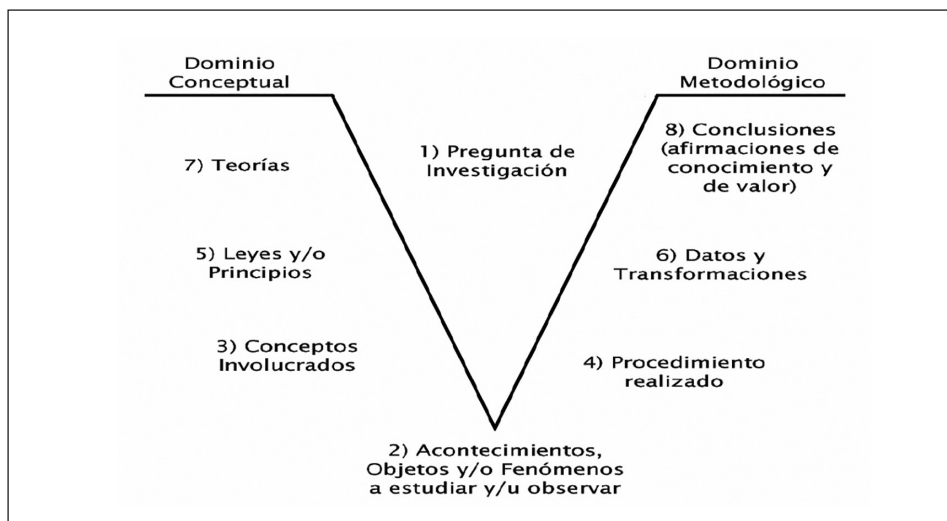 Dominio
Conceptual
Dominio
Metodológico
1) Pregunta de
Investigación
8) Conclusiones
(afirmaciones de
conocimiento y
de valor)
7) Teorías
5) Leyes y/o
Principios
6) Datos y
Transformaciones
3) Conceptos
Involucrados
4) Procedimiento
realizado
2) Acontecimientos,
Objetos y/o Fenómenos
a estudiar y/u observar